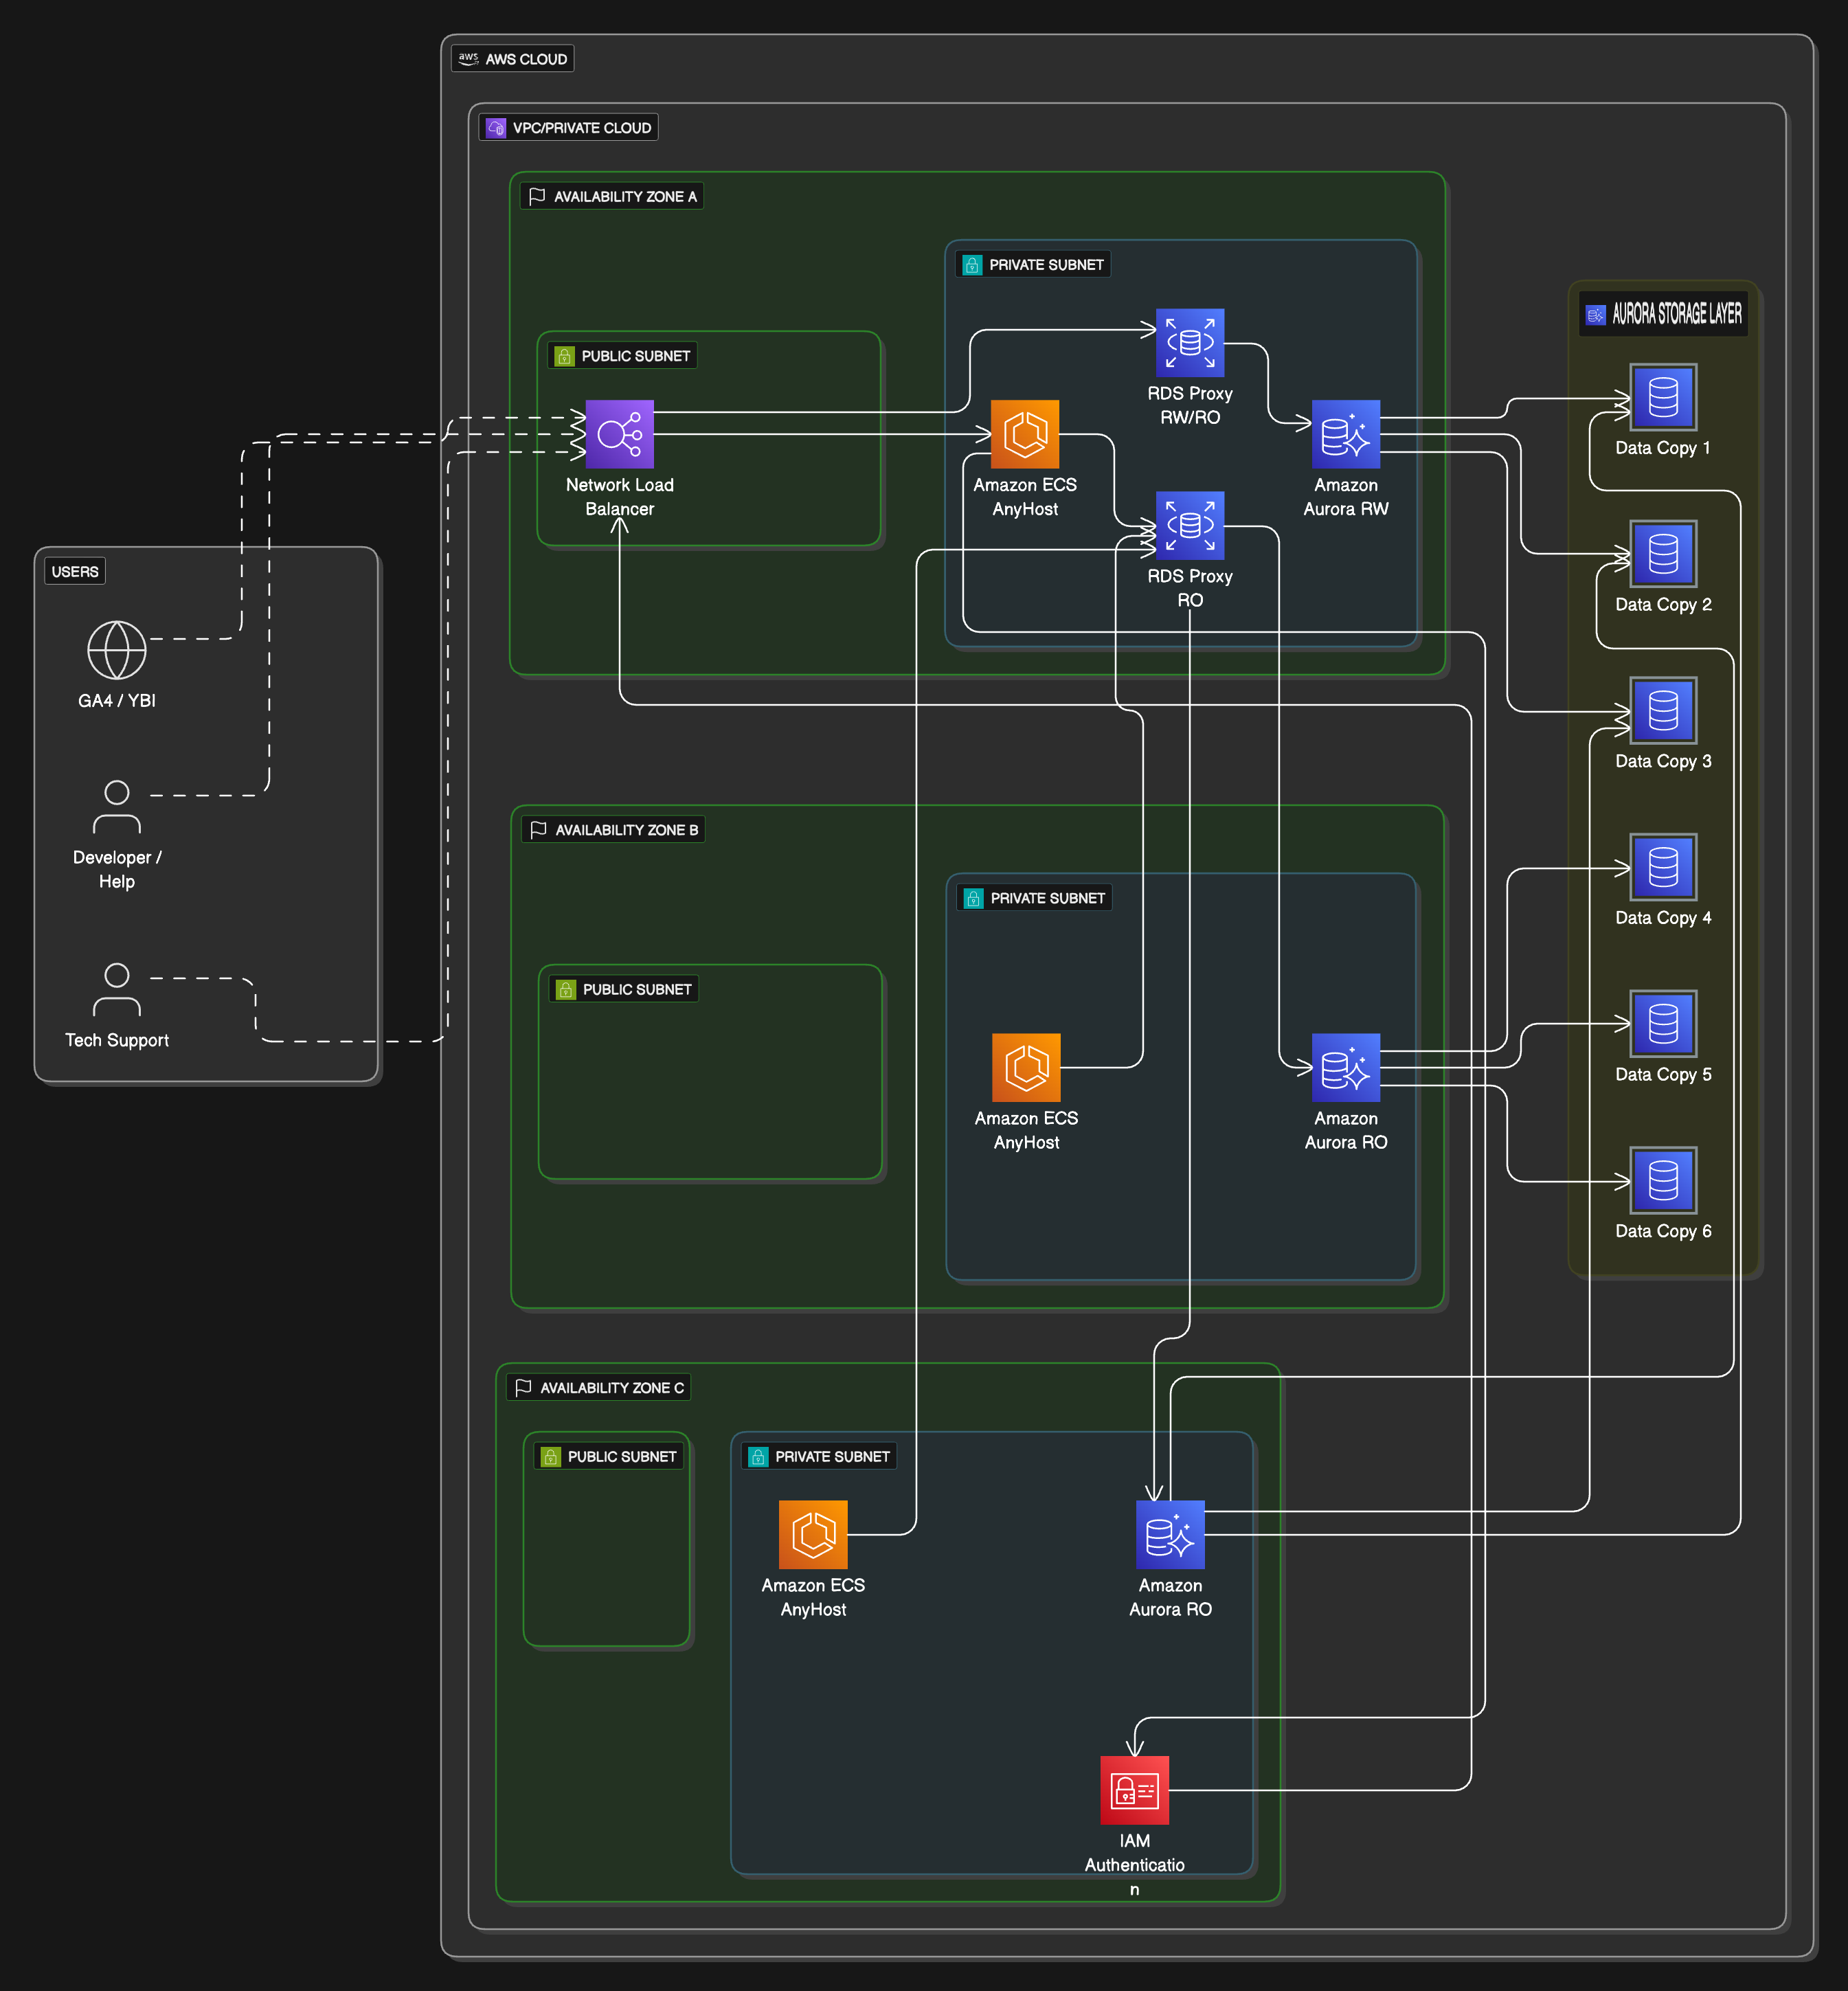 aws AWS CLOUD
VPC/PRIVATE CLOUD
AVAILABILITY ZONE A
PRIVATE SUBNET
AURORA STORAGE LAYER
PUBLIC SUBNET
RDS Proxy
RW/RO
Data Copy 1
Network Load
Balancer
Amazon ECS
AnyHost
Amazon
Aurora RW
USERS
RDS Proxy
RO
Data Copy 2
GA4 / YBI
Data Copy 3
AVAILABILITY ZONE B
Developer /
Help
PRIVATE SUBNET
Data Copy 4
PUBLIC SUBNET
Tech Support
Data Copy 5
Amazon ECS
AnyHost
Amazon
Aurora RO
Data Copy 6
AVAILABILITY ZONE C
PUBLIC SUBNET
PRIVATE SUBNET
Amazon ECS
AnyHost
Amazon
Aurora RO
IAM
Authenticatio
n